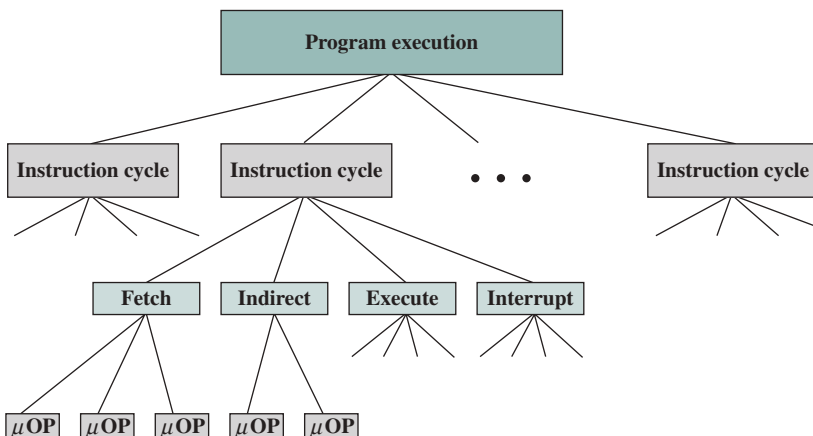 Program execution
Instruction cycle
Instruction cycle
• • •
Instruction cycle
Fetch
Indirect
Execute
Interrupt
μOP
μOP
μOP
μOP
μOP